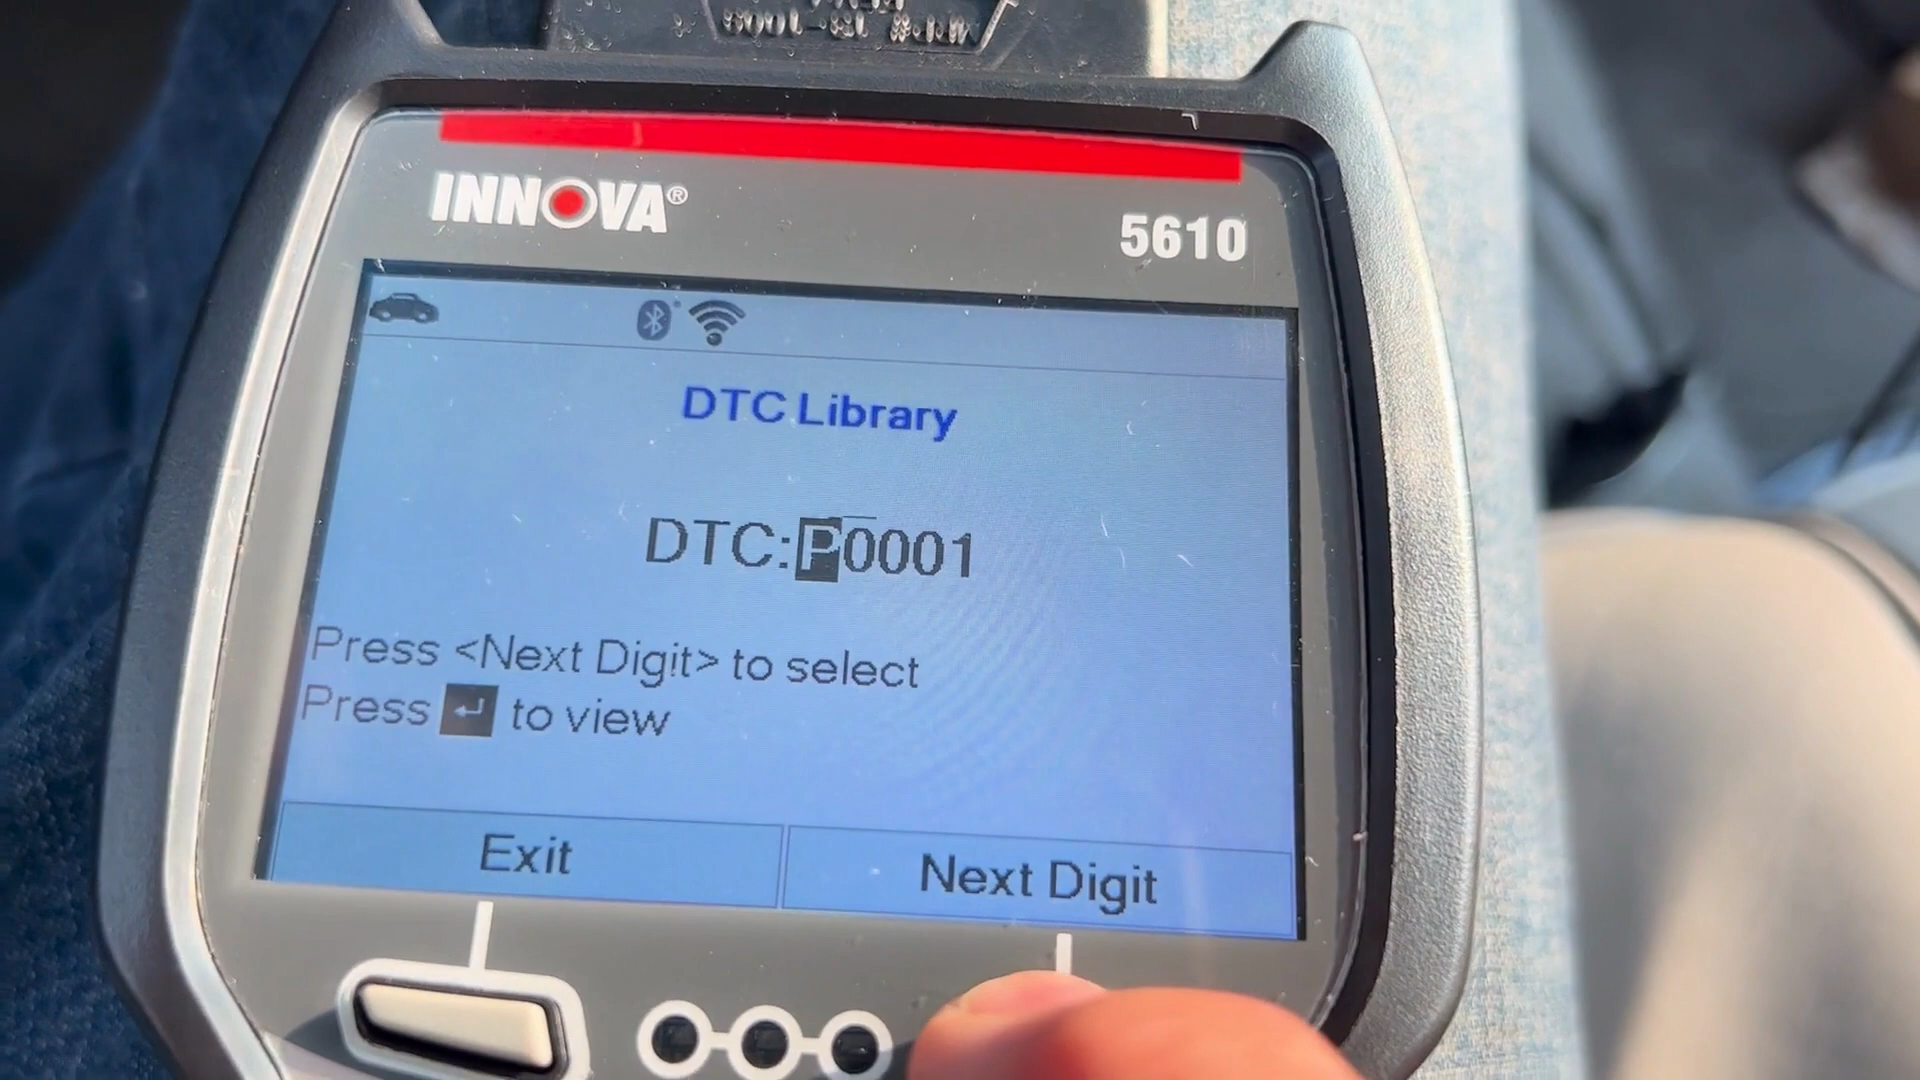 INNOVA®
5610
DTC Library
DTC:P0001
Press <Next Digit> to select
Press ↵ to view
Exit
Next Digit